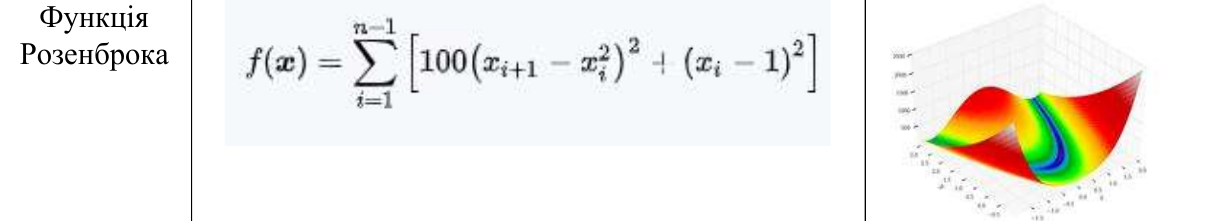 Функція
Розенброка
f(x) = ∑_{i=1}^{n−1} [100(x_{i+1} − x_i^2)^2 + (x_i − 1)^2]